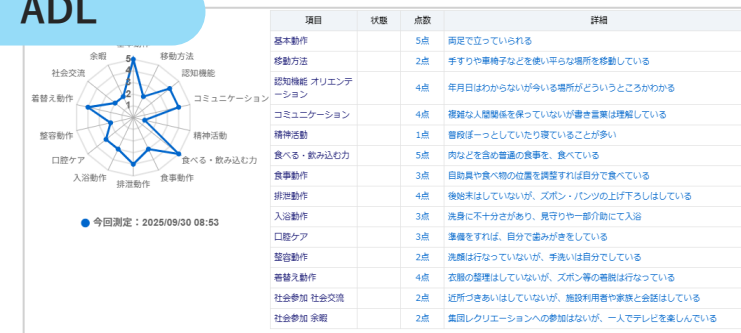 ADL
基本動作
余暇
移動方法
社会交流
認知機能
着替え動作
コミュニケーション
整容動作
精神活動
口腔ケア
食べる・飲み込む力
入浴動作
食事動作
排泄動作
5
4
3
2
1
今回測定：2025/09/30 08:53
項目 状態 点数 詳細
基本動作 5点 両足で立っていられる
移動方法 2点 手すりや車椅子などを使い平らな場所を移動している
認知機能 オリエンテーション 4点 年月日はわからないが今いる場所がどういうところかわかる
コミュニケーション 4点 複雑な人間関係を保っていないが書き言葉は理解している
精神活動 1点 普段ぼーっとしていたり寝ていることが多い
食べる・飲み込む力 5点 肉などを含め普通の食事を、食べている
食事動作 3点 自助具や食べ物の位置を調整すれば自分で食べている
排泄動作 4点 後始末はしていないが、ズボン・パンツの上げ下ろしはしている
入浴動作 3点 洗身に不十分さがあり、見守りや一部介助にて入浴
口腔ケア 3点 準備をすれば、自分で歯みがきをしている
整容動作 2点 洗顔は行なっていないが、手洗いは自分でしている
着替え動作 4点 衣服の整理はしていないが、ズボン等の着脱は行なっている
社会参加 社会交流 2点 近所づきあいはしていないが、施設利用者や家族と会話はしている
社会参加 余暇 2点 集団レクリエーションへの参加はないが、一人でテレビを楽しんでいる